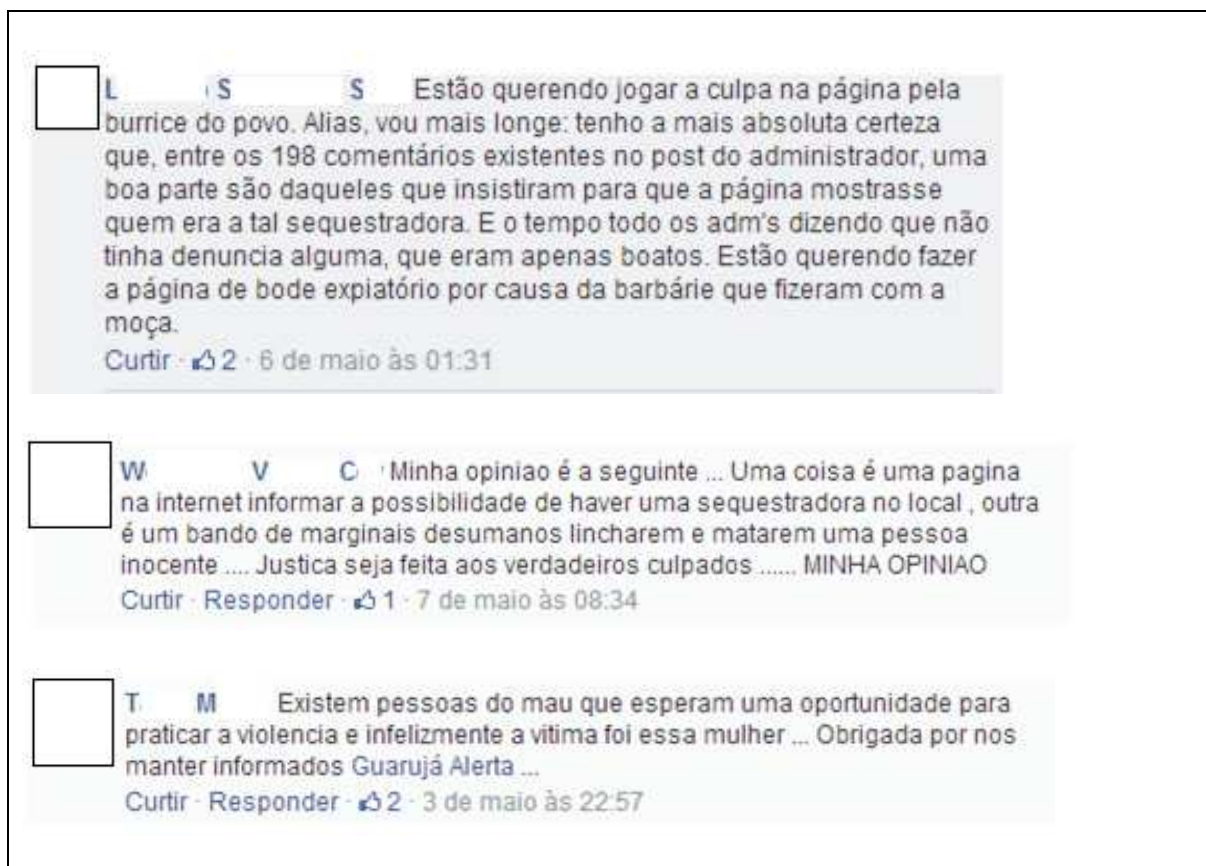 L S S Estão querendo jogar a culpa na página pela
burrice do povo. Alias, vou mais longe: tenho a mais absoluta certeza
que, entre os 198 comentários existentes no post do administrador, uma
boa parte são daqueles que insistiram para que a página mostrasse
quem era a tal sequestradora. E o tempo todo os adm's dizendo que não
tinha denuncia alguma, que eram apenas boatos. Estão querendo fazer
a página de bode expiatório por causa da barbárie que fizeram com a
moça.
Curtir · 2 · 6 de maio às 01:31
W V C Minha opiniao é a seguinte ... Uma coisa é uma pagina
na internet informar a possibilidade de haver uma sequestradora no local , outra
é um bando de marginais desumanos lincharem e matarem uma pessoa
inocente .... Justica seja feita aos verdadeiros culpados ...... MINHA OPINIAO
Curtir · Responder · 1 · 7 de maio às 08:34
T M Existem pessoas do mau que esperam uma oportunidade para
praticar a violencia e infelizmente a vitima foi essa mulher ... Obrigada por nos
manter informados Guarujá Alerta ...
Curtir · Responder · 2 · 3 de maio às 22:57